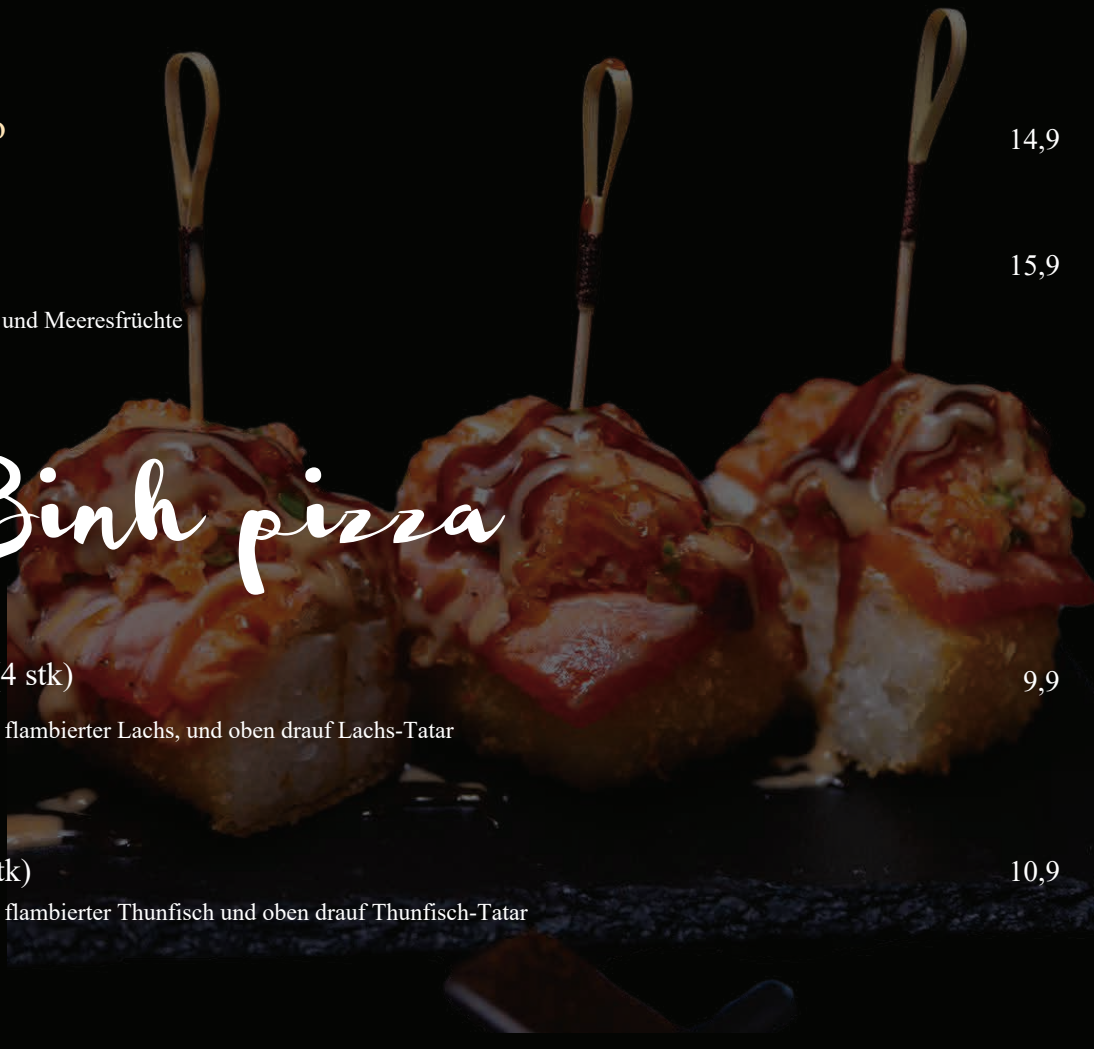 14,9
15,9
und Meeresfrüchte
Binh pizza
4 stk)
9,9
flambierter Lachs, und oben drauf Lachs-Tatar
tk)
10,9
flambierter Thunfisch und oben drauf Thunfisch-Tatar